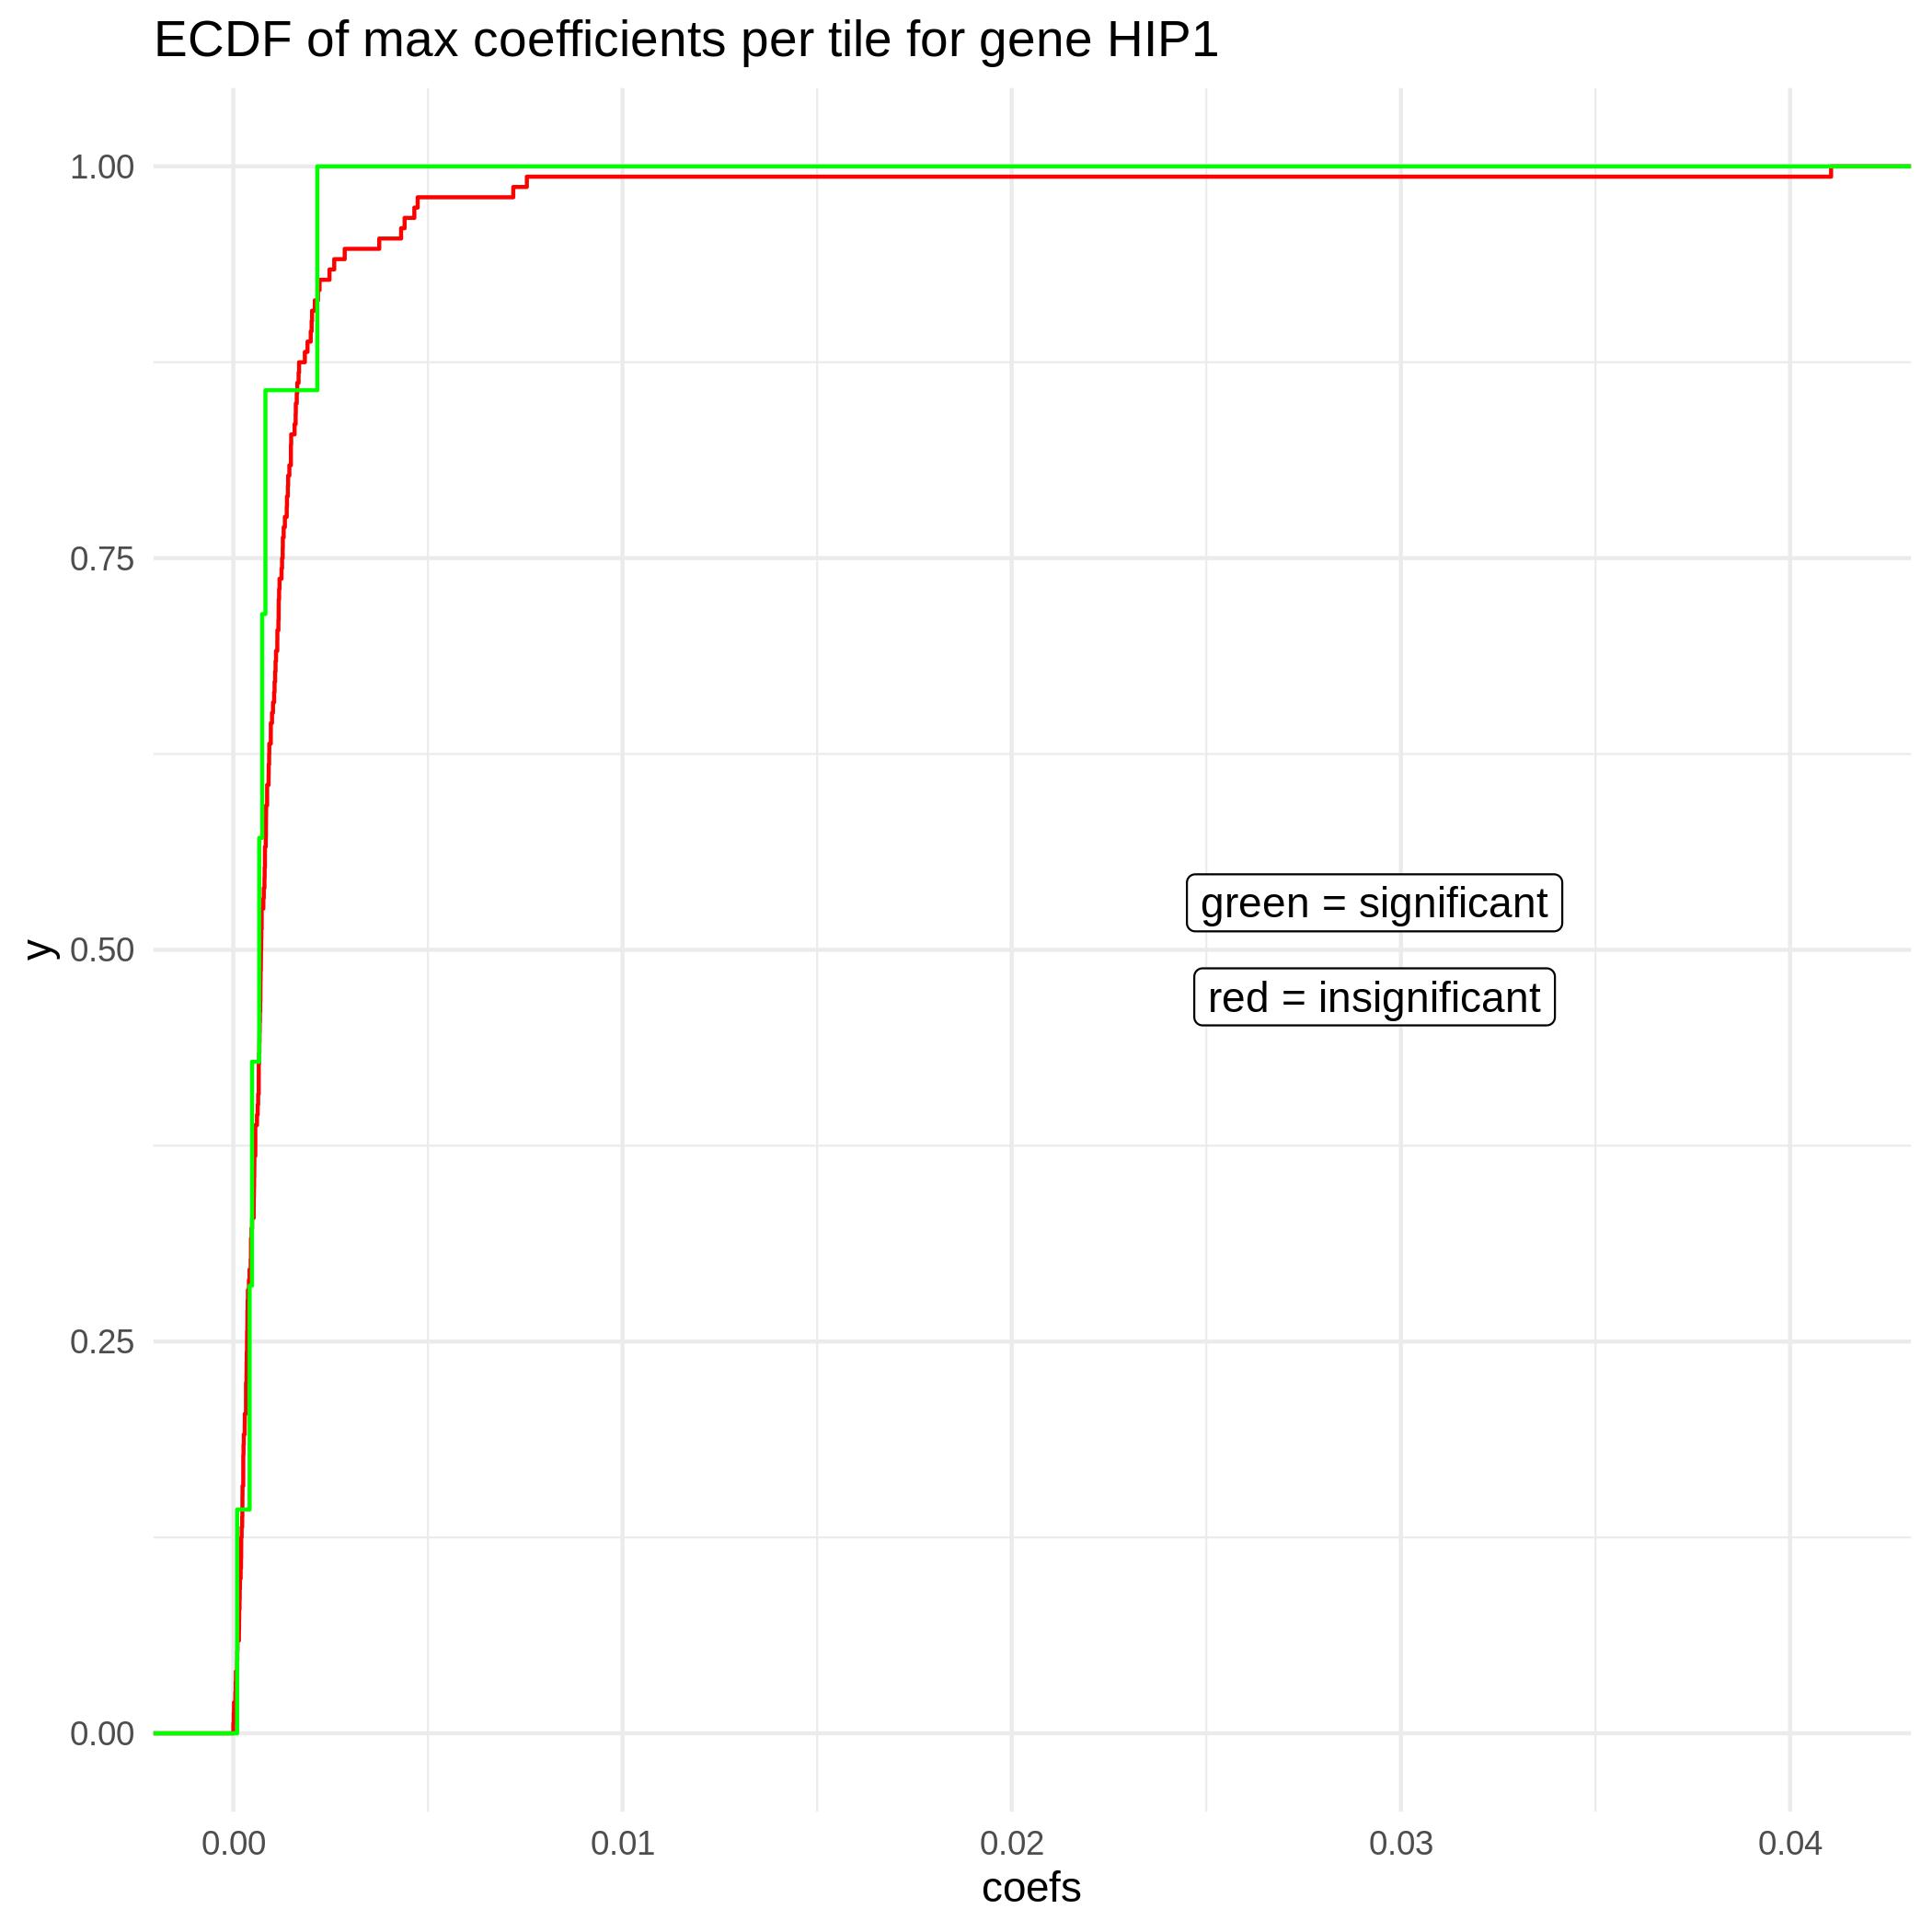 ECDF of max coefficients per tile for gene HIP1
1.00
0.75
0.50
0.25
0.00
y
green = significant
red = insignificant
0.00 0.01 0.02 0.03 0.04
coefs